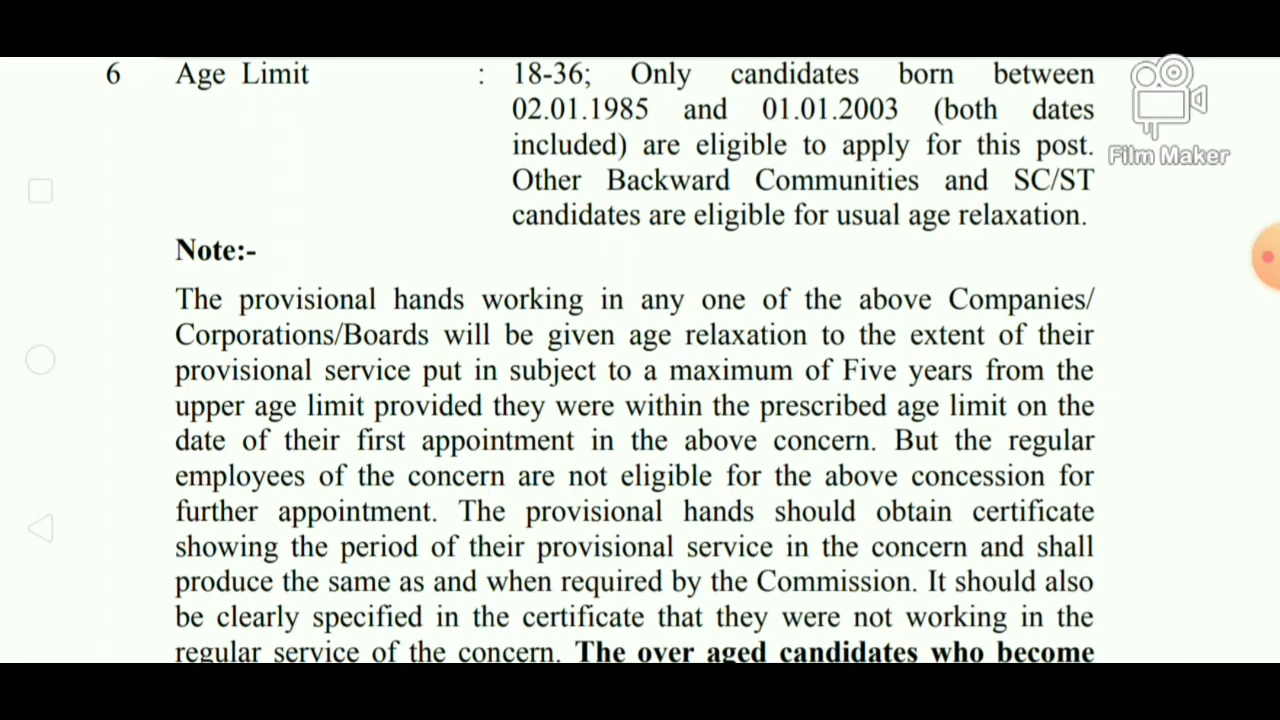 6 Age Limit : 18-36; Only candidates born between
02.01.1985 and 01.01.2003 (both dates
included) are eligible to apply for this post.
Other Backward Communities and SC/ST
candidates are eligible for usual age relaxation.
Film Maker
Note:-
The provisional hands working in any one of the above Companies/
Corporations/Boards will be given age relaxation to the extent of their
provisional service put in subject to a maximum of Five years from the
upper age limit provided they were within the prescribed age limit on the
date of their first appointment in the above concern. But the regular
employees of the concern are not eligible for the above concession for
further appointment. The provisional hands should obtain certificate
showing the period of their provisional service in the concern and shall
produce the same as and when required by the Commission. It should also
be clearly specified in the certificate that they were not working in the
regular service of the concern. The over aged candidates who become